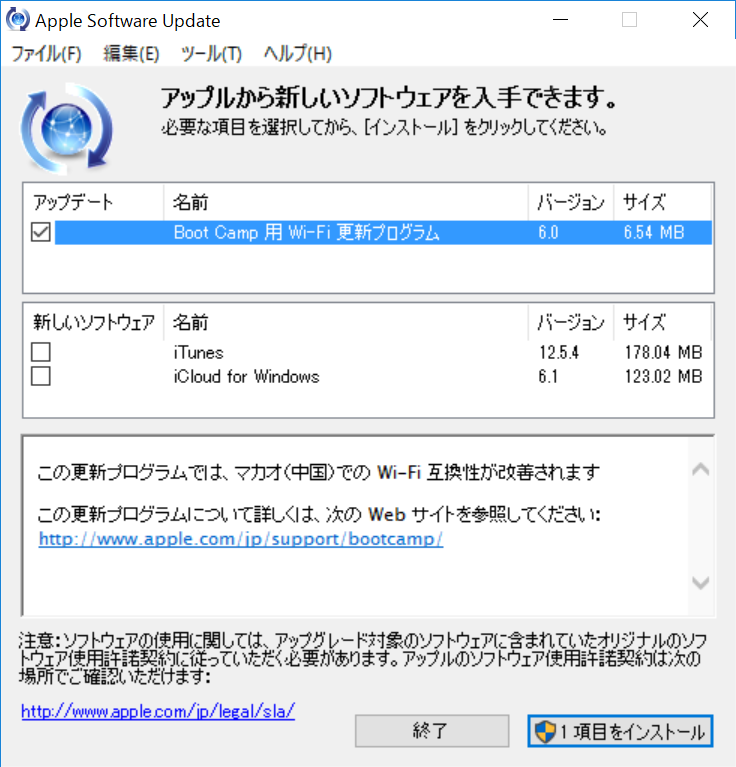 Apple Software Update
ファイル(F) 編集(E) ツール(T) ヘルプ(H)
アップルから新しいソフトウェアを入手できます。
必要な項目を選択してから、[インストール] をクリックしてください。
アップデート 名前 バージョン サイズ
Boot Camp 用 Wi-Fi 更新プログラム 6.0 6.54 MB
新しいソフトウェア 名前 バージョン サイズ
iTunes 12.5.4 178.04 MB
iCloud for Windows 6.1 123.02 MB
この更新プログラムでは、マカオ(中国)での Wi-Fi 互換性が改善されます
この更新プログラムについて詳しくは、次の Web サイトを参照してください:
http://www.apple.com/jp/support/bootcamp/
注意: ソフトウェアの使用に関しては、アップグレード対象のソフトウェアに含まれていたオリジナルのソフ
トウェア使用許諾契約に従っていただく必要があります。アップルのソフトウェア使用許諾契約は次の
場所でご確認いただけます:
http://www.apple.com/jp/legal/sla/
終了 1 項目をインストール